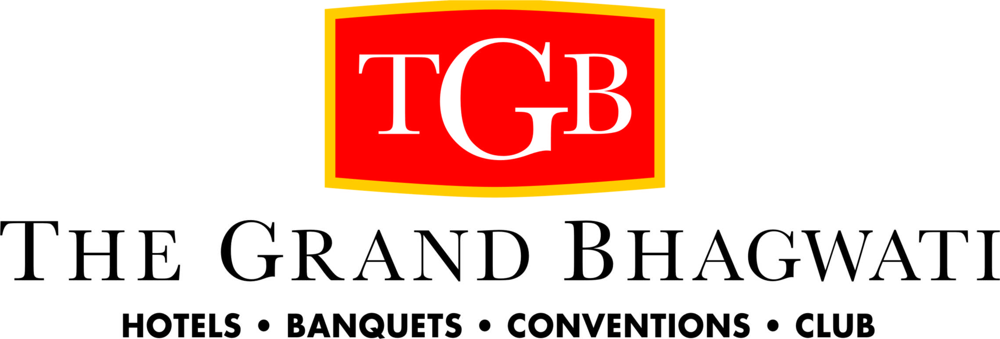 TGB
THE GRAND BHAGWATI
HOTELS • BANQUETS • CONVENTIONS • CLUB